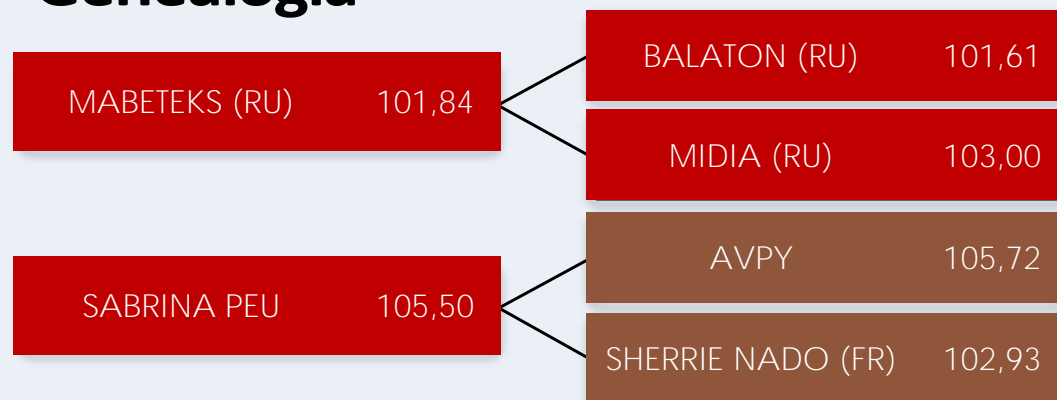 Genealogía
MABETEKS (RU) 101,84
BALATON (RU) 101,61
MIDIA (RU) 103,00
SABRINA PEU 105,50
AVPY 105,72
SHERRIE NADO (FR) 102,93